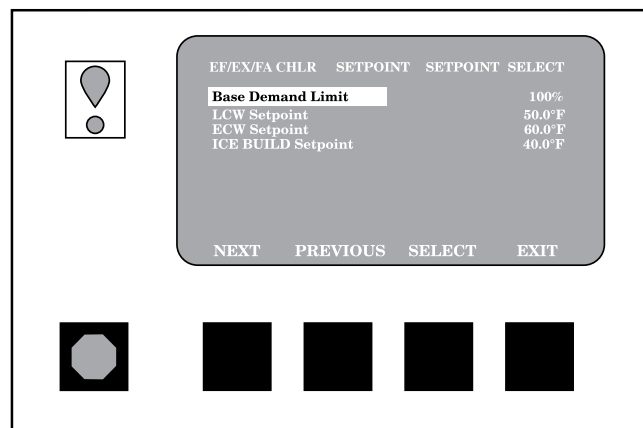 EF/EX/FA CHLR SETPOINT SETPOINT SELECT
Base Demand Limit 100%
LCW Setpoint 50.0°F
ECW Setpoint 60.0°F
ICE BUILD Setpoint 40.0°F
NEXT PREVIOUS SELECT EXIT